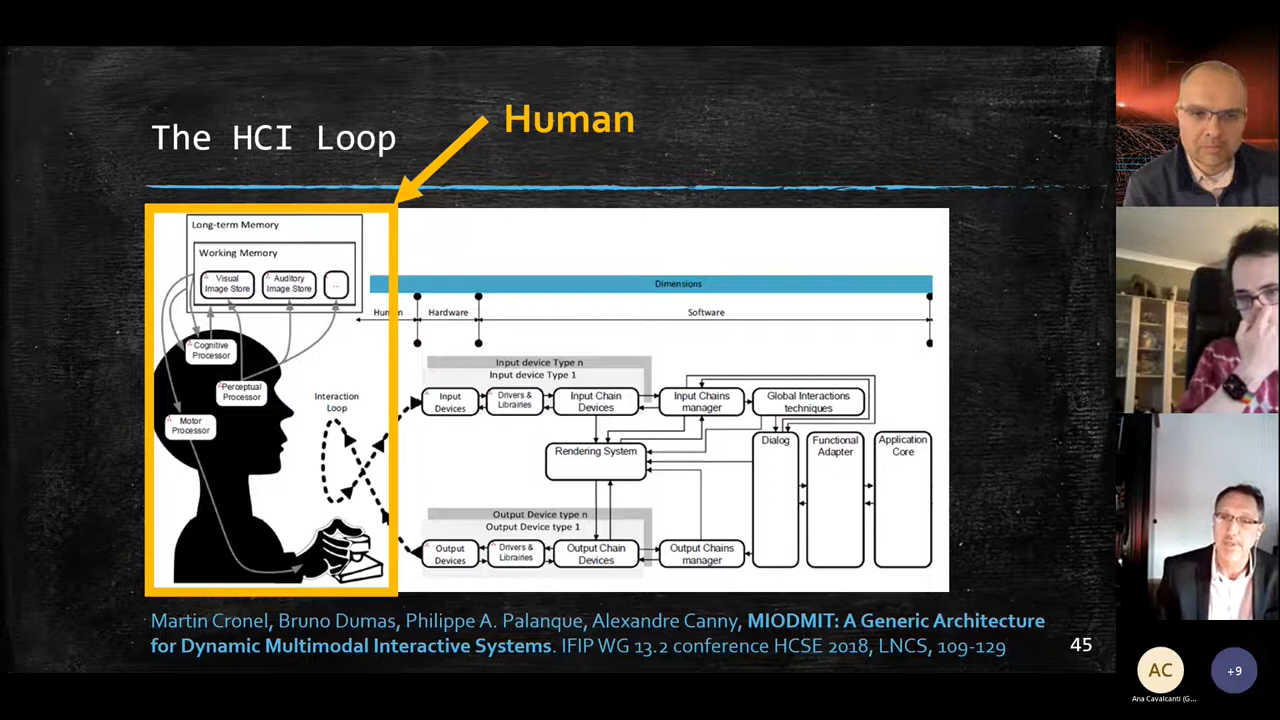 Human
The HCI Loop
Long-term Memory
Working Memory
Visual
Image Store
Auditory
Image Store
...
Cognitive
Processor
Perceptual
Processor
Motor
Processor
Interaction
Loop
Dimensions
Human
Hardware
Software
Input device Type n
Input device Type 1
Input
Devices
Drivers &
Libraries
Input Chain
Devices
Input Chains
manager
Global Interactions
techniques
Rendering System
Dialog
Functional
Adapter
Application
Core
Output Device type n
Output Device type 1
Output
Devices
Drivers &
Librairies
Output Chain
Devices
Output Chains
manager
Martin Cronel, Bruno Dumas, Philippe A. Palanque, Alexandre Canny, MIODMIT: A Generic Architecture
for Dynamic Multimodal Interactive Systems. IFIP WG 13.2 conference HCSE 2018, LNCS, 109-129
45
AC
Ana Cavalcanti (G...
+9